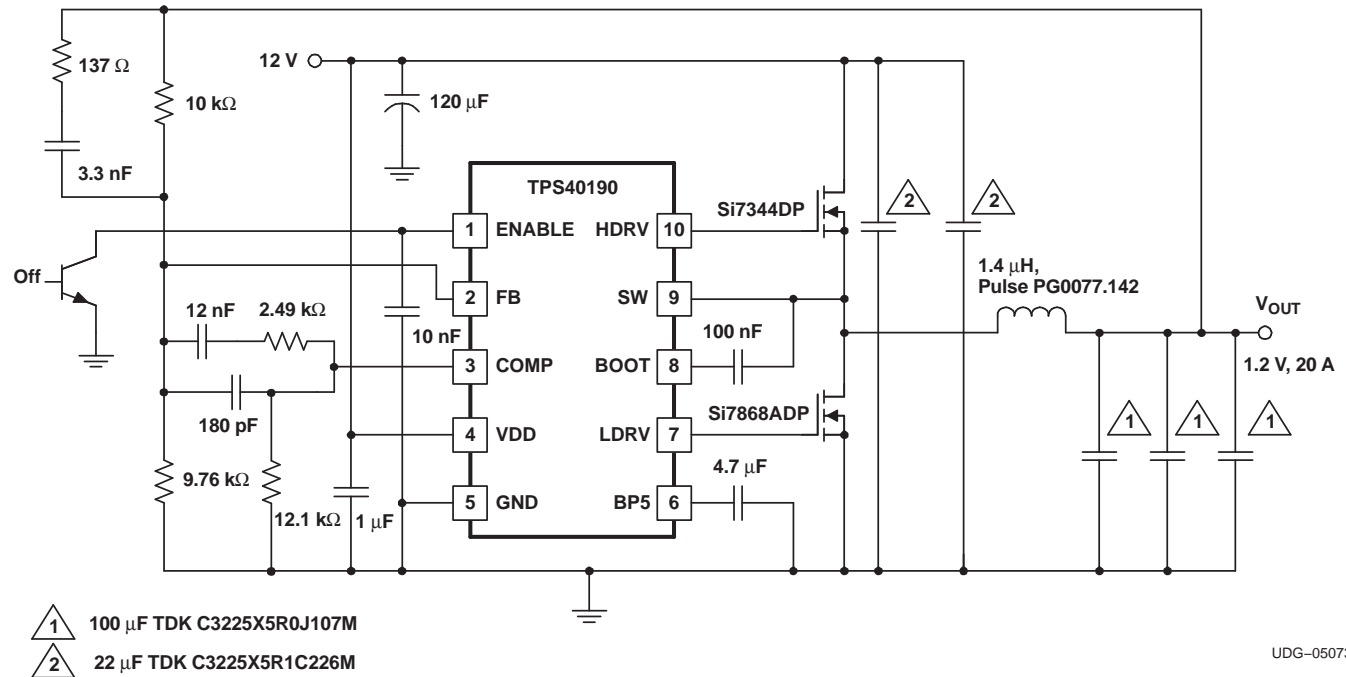 137 Ω
10 kΩ
3.3 nF
12 V
120 μF
TPS40190
Si7344DP
2
2
1 ENABLE HDRV 10
Off
1.4 μH,
Pulse PG0077.142
2 FB SW 9
VOUT
12 nF
2.49 kΩ
10 nF
100 nF
3 COMP BOOT 8
1.2 V, 20 A
180 pF
Si7868ADP
1
1
1
4 VDD LDRV 7
9.76 kΩ
4.7 μF
12.1 kΩ
1 μF
5 GND BP5 6
1 100 μF TDK C3225X5R0J107M
2 22 μF TDK C3225X5R1C226M
UDG–05073